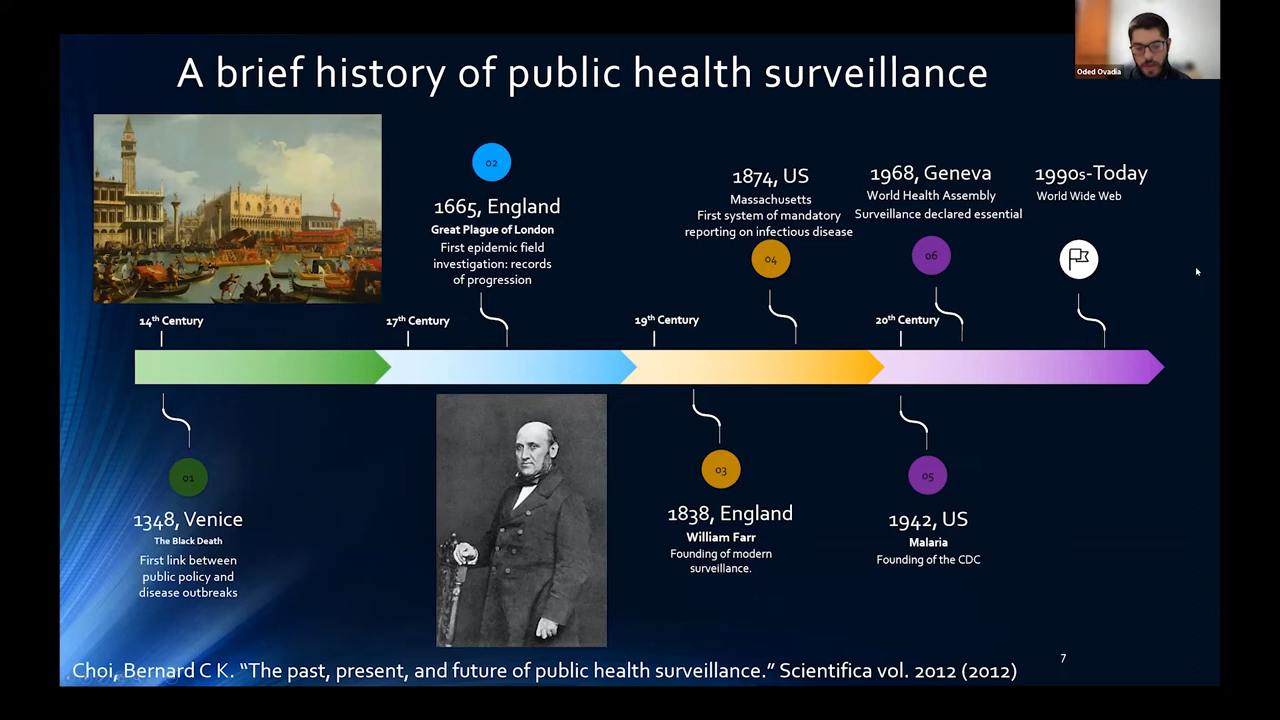 A brief history of public health surveillance
Oded Ovadia
02
1665, England
Great Plague of London
First epidemic field
investigation: records
of progression
1874, US
Massachusetts
First system of mandatory
reporting on infectious disease
04
1968, Geneva
World Health Assembly
Surveillance declared essential
06
1990s-Today
World Wide Web
14th Century
17th Century
19th Century
20th Century
01
1348, Venice
The Black Death
First link between
public policy and
disease outbreaks
03
1838, England
William Farr
Founding of modern
surveillance.
05
1942, US
Malaria
Founding of the CDC
7
Choi, Bernard C K. “The past, present, and future of public health surveillance.” Scientifica vol. 2012 (2012)